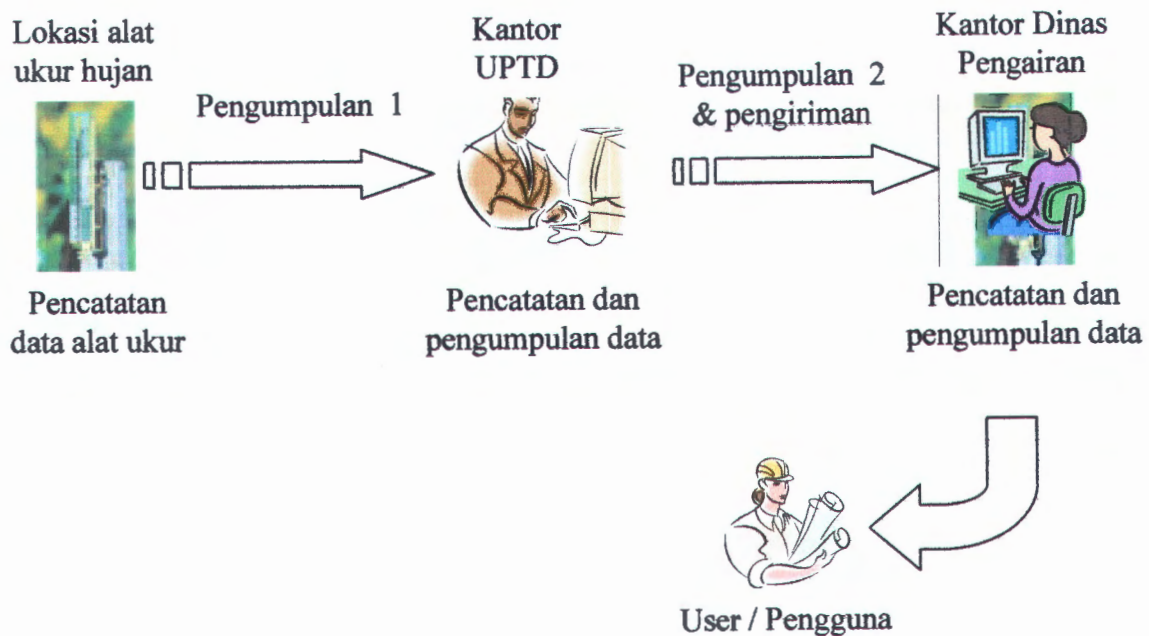 Lokasi alat
ukur hujan
Pengumpulan 1
Kantor
UPTD
Pengumpulan 2
& pengiriman
Kantor Dinas
Pengairan
Pencatatan
data alat ukur
Pencatatan dan
pengumpulan data
Pencatatan dan
pengumpulan data
User / Pengguna